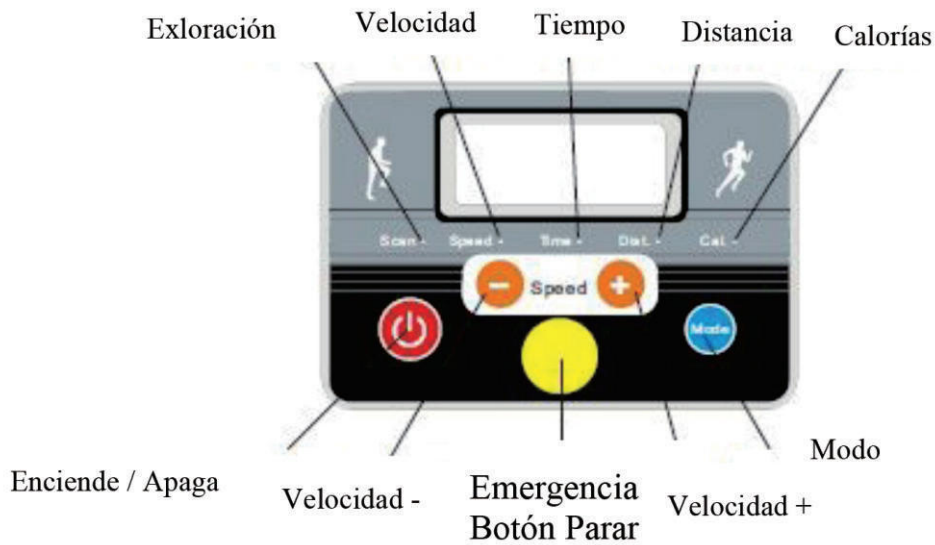 Exloración
Velocidad
Tiempo
Distancia
Calorías
Scan -
Speed -
Time -
Dist. -
Cal. -
Speed
Mode
Enciende / Apaga
Velocidad -
Emergencia
Botón Parar
Velocidad +
Modo